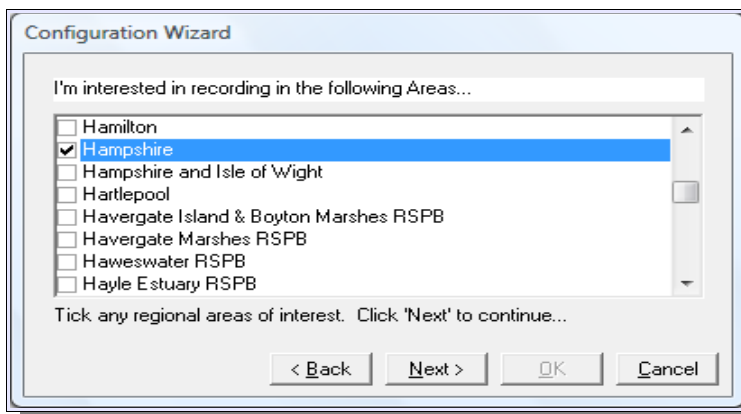 Configuration Wizard
I'm interested in recording in the following Areas...
Hamilton
Hampshire
Hampshire and Isle of Wight
Hartlepool
Havergate Island & Boyton Marshes RSPB
Havergate Marshes RSPB
Haweswater RSPB
Hayle Estuary RSPB
Tick any regional areas of interest.  Click 'Next' to continue...
< Back Next > OK Cancel